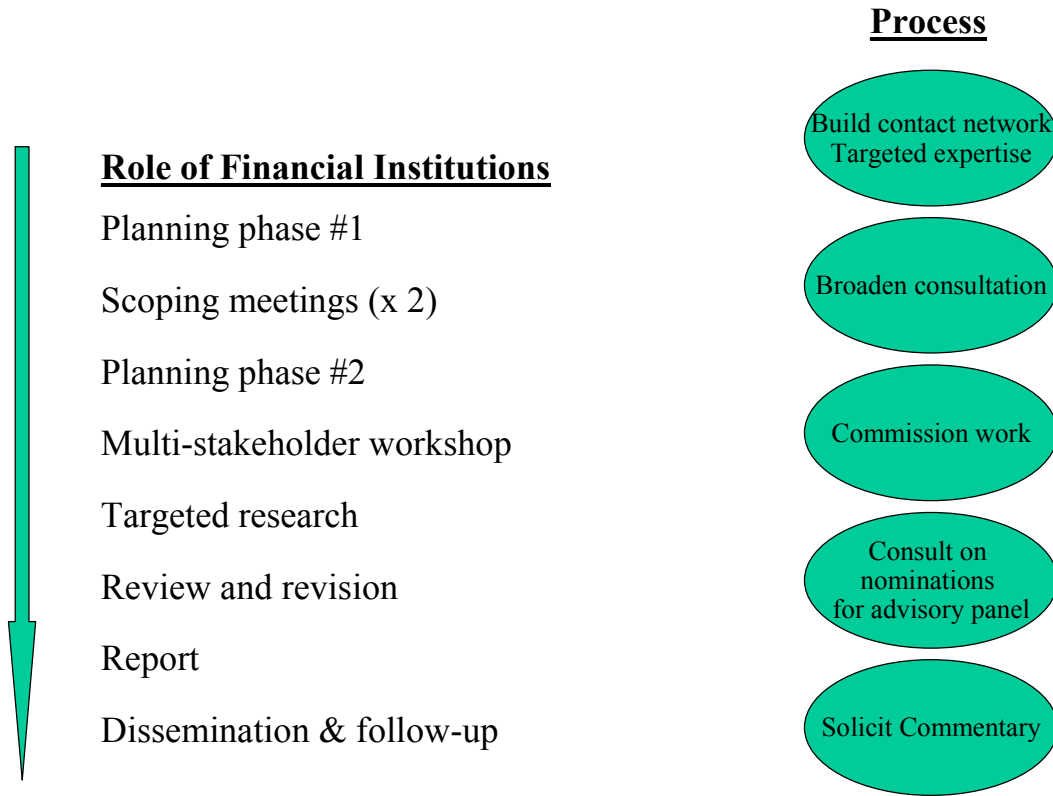 Process
Build contact network
Targeted expertise
Role of Financial Institutions
Planning phase #1
Broaden consultation
Scoping meetings (x 2)
Planning phase #2
Commission work
Multi-stakeholder workshop
Targeted research
Consult on
nominations
for advisory panel
Review and revision
Report
Dissemination & follow-up
Solicit Commentary